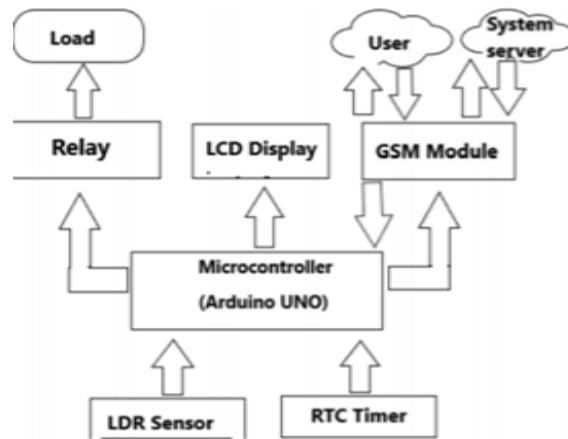 Load
User
System
server
Relay
LCD Display
GSM Module
Microcontroller
(Arduino UNO)
LDR Sensor
RTC Timer